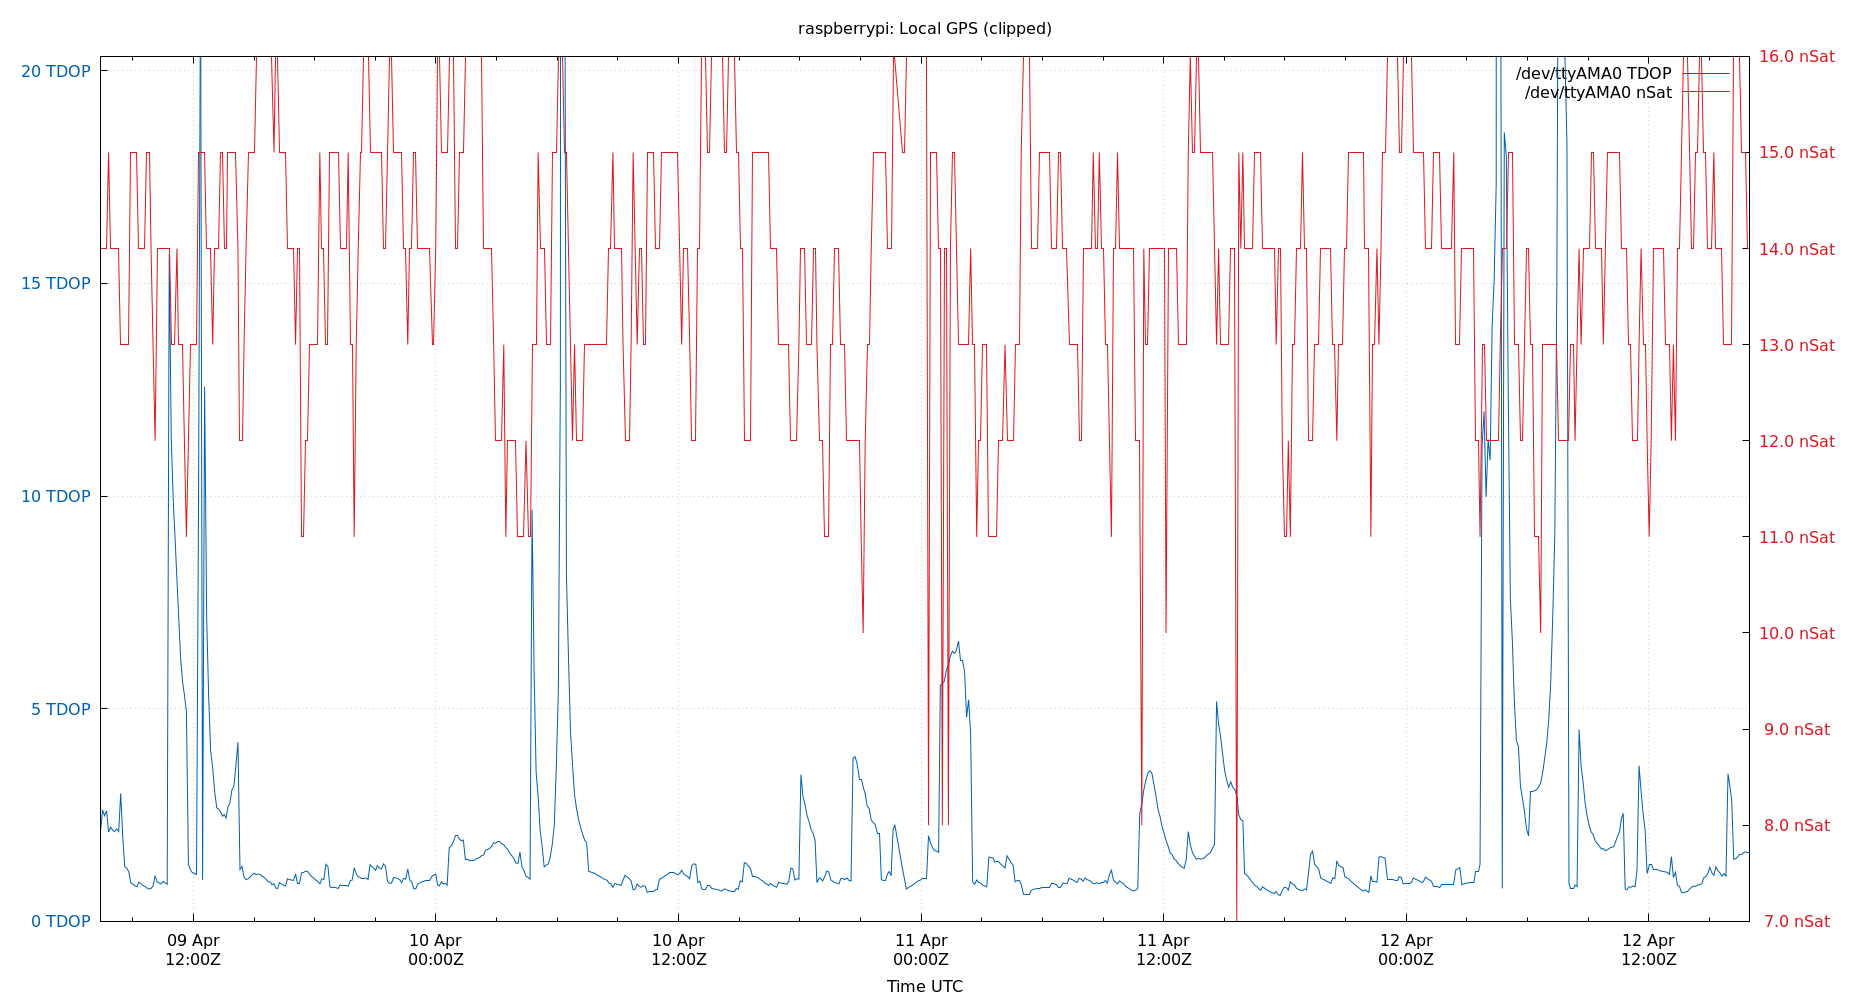 raspberrypi: Local GPS (clipped)
20 TDOP
15 TDOP
10 TDOP
5 TDOP
0 TDOP
16.0 nSat
15.0 nSat
14.0 nSat
13.0 nSat
12.0 nSat
11.0 nSat
10.0 nSat
9.0 nSat
8.0 nSat
7.0 nSat
/dev/ttyAMA0 TDOP
/dev/ttyAMA0 nSat
09 Apr
12:00Z
10 Apr
00:00Z
10 Apr
12:00Z
11 Apr
00:00Z
11 Apr
12:00Z
12 Apr
00:00Z
12 Apr
12:00Z
Time UTC